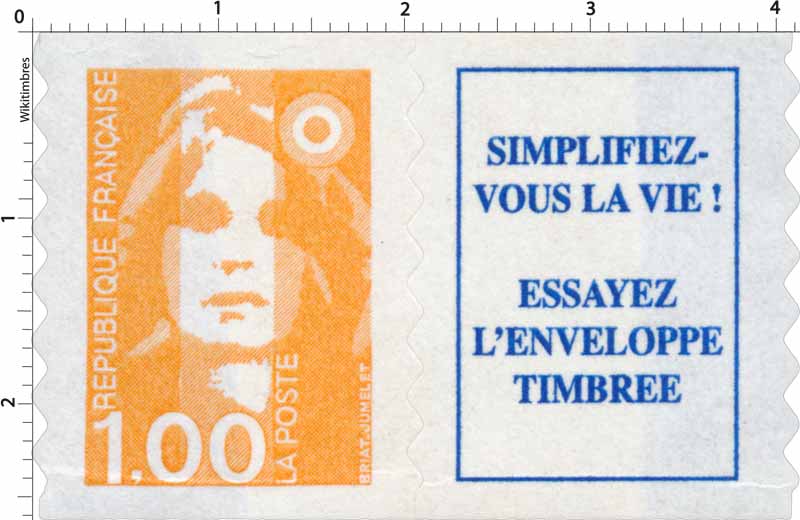 0 1 2 3 4
Wikitimbres
1
2
RÉPUBLIQUE FRANÇAISE
1,00
LA POSTE
BRIAT.JUMELET
SIMPLIFIEZ-
VOUS LA VIE !
ESSAYEZ
L'ENVELOPPE
TIMBREE